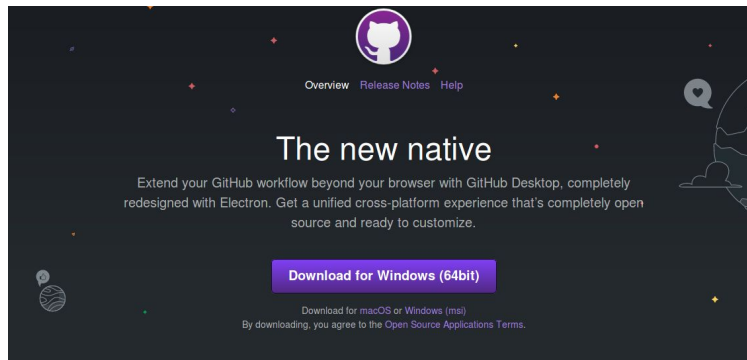 Overview Release Notes Help
The new native
Extend your GitHub workflow beyond your browser with GitHub Desktop, completely
redesigned with Electron. Get a unified cross-platform experience that's completely open
source and ready to customize.
Download for Windows (64bit)
Download for macOS or Windows (msi)
By downloading, you agree to the Open Source Applications Terms.